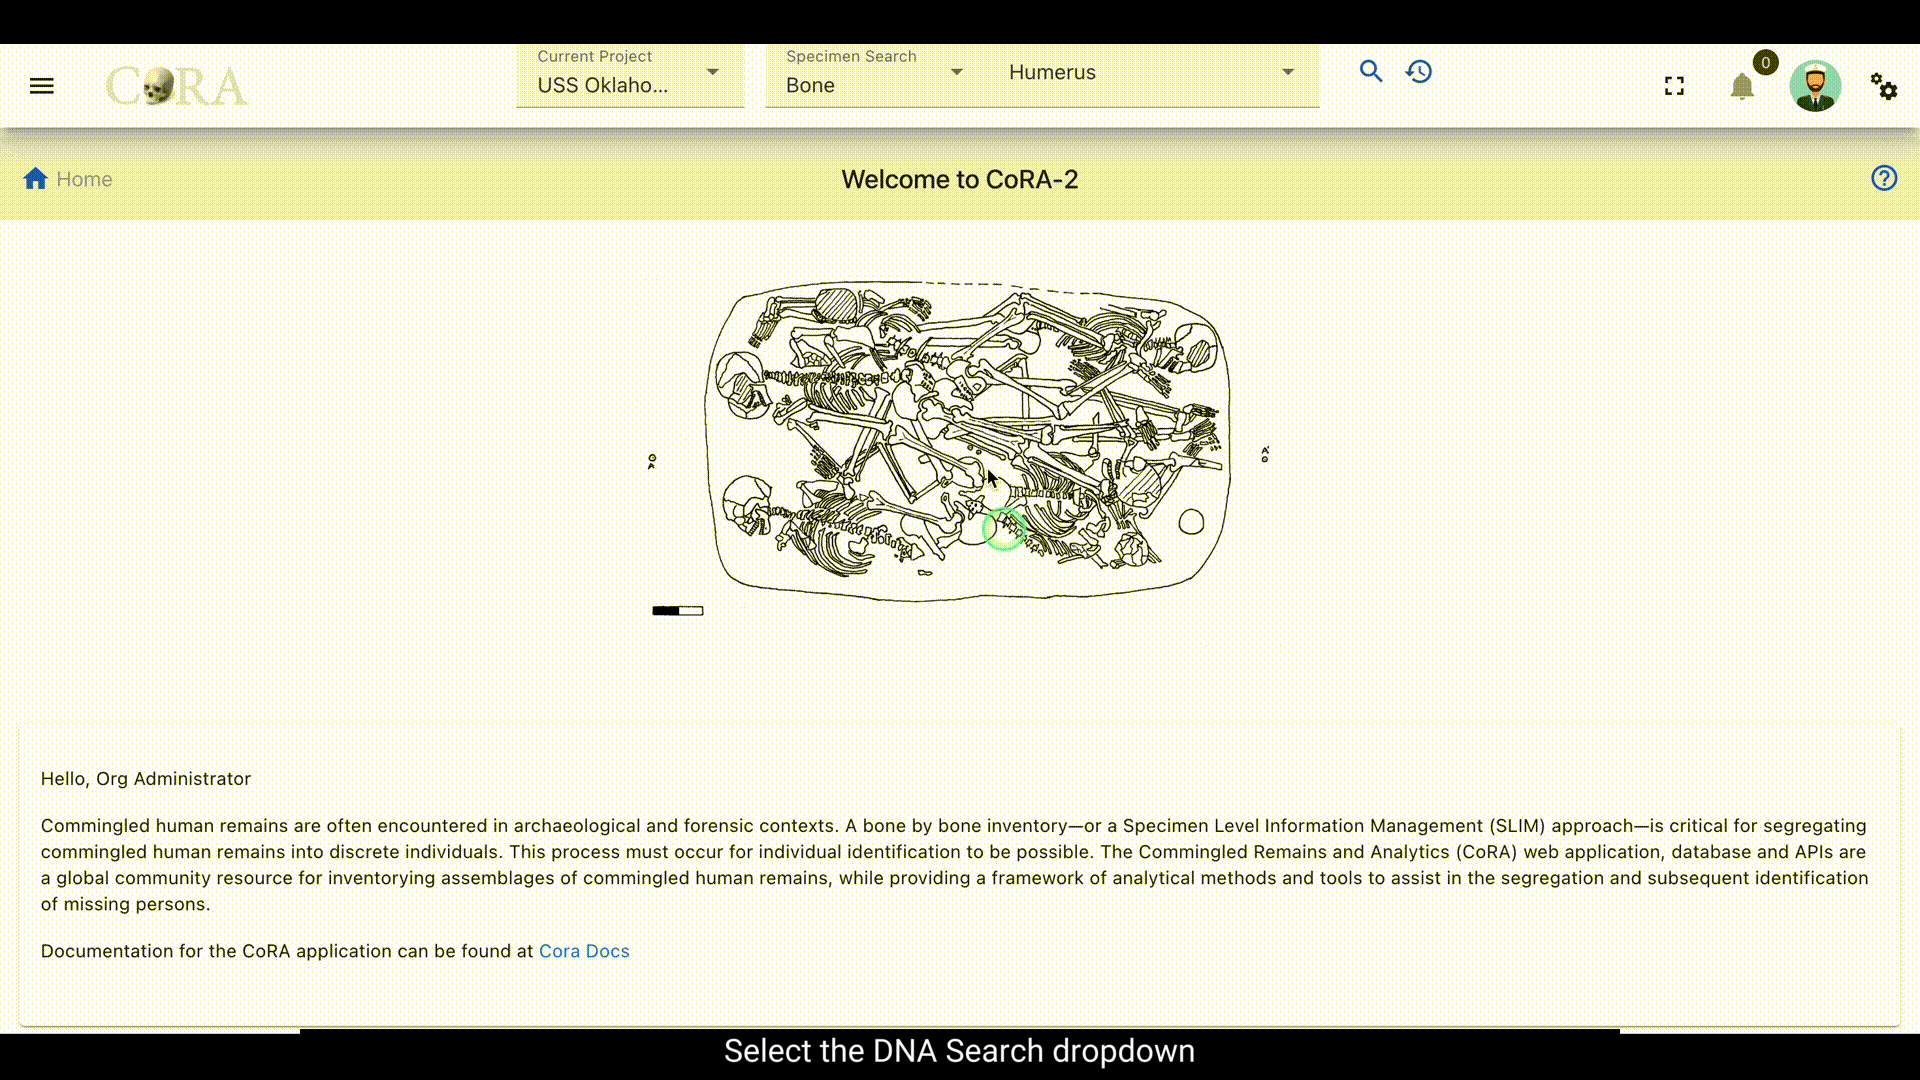 CoRA
Current Project
USS Oklaho...
Specimen Search
Bone
Humerus
0
Home
Welcome to CoRA-2
A
A'
Hello, Org Administrator
Commingled human remains are often encountered in archaeological and forensic contexts. A bone by bone inventory—or a Specimen Level Information Management (SLIM) approach—is critical for segregating
commingled human remains into discrete individuals. This process must occur for individual identification to be possible. The Commingled Remains and Analytics (CoRA) web application, database and APIs are
a global community resource for inventorying assemblages of commingled human remains, while providing a framework of analytical methods and tools to assist in the segregation and subsequent identification
of missing persons.
Documentation for the CoRA application can be found at Cora Docs
Select the DNA Search dropdown